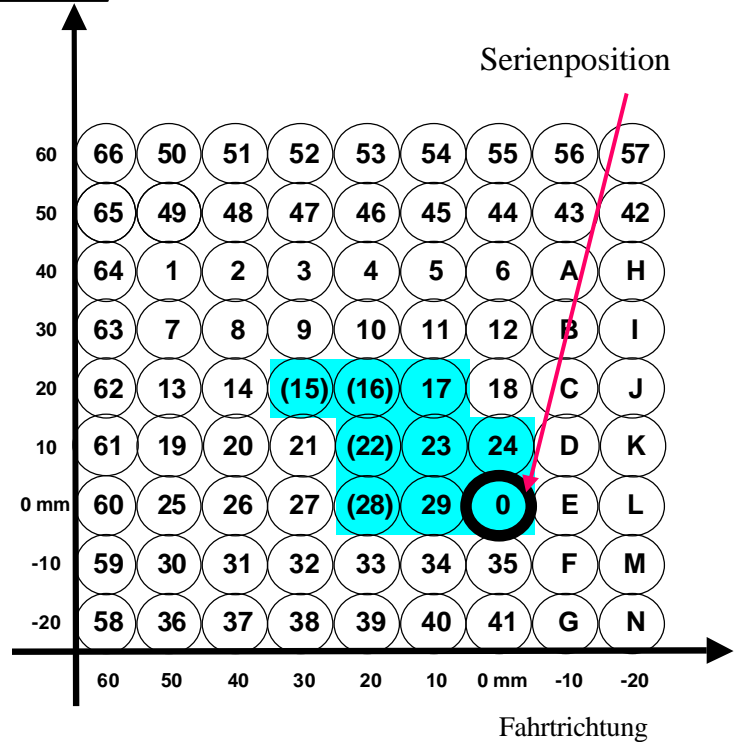 Serienposition
60 66 50 51 52 53 54 55 56 57
50 65 49 48 47 46 45 44 43 42
40 64 1 2 3 4 5 6 A H
30 63 7 8 9 10 11 12 B I
20 62 13 14 (15) (16) 17 18 C J
10 61 19 20 21 (22) 23 24 D K
0 mm 60 25 26 27 (28) 29 0 E L
-10 59 30 31 32 33 34 35 F M
-20 58 36 37 38 39 40 41 G N
60 50 40 30 20 10 0 mm -10 -20
Fahrtrichtung